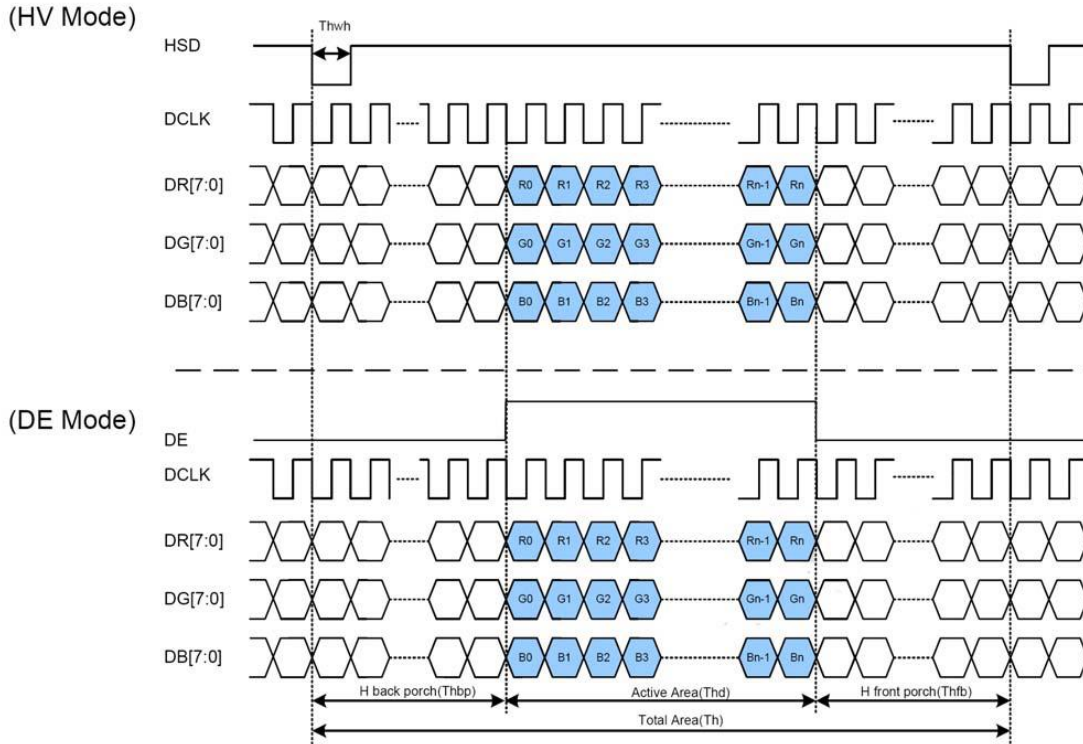 (HV Mode)
Thwh
HSD
DCLK
DR[7:0] R0 R1 R2 R3 Rn-1 Rn
DG[7:0] G0 G1 G2 G3 Gn-1 Gn
DB[7:0] B0 B1 B2 B3 Bn-1 Bn
(DE Mode)
DE
DCLK
DR[7:0] R0 R1 R2 R3 Rn-1 Rn
DG[7:0] G0 G1 G2 G3 Gn-1 Gn
DB[7:0] B0 B1 B2 B3 Bn-1 Bn
H back porch(Thbp) Active Area(Thd) H front porch(Thfb)
Total Area(Th)